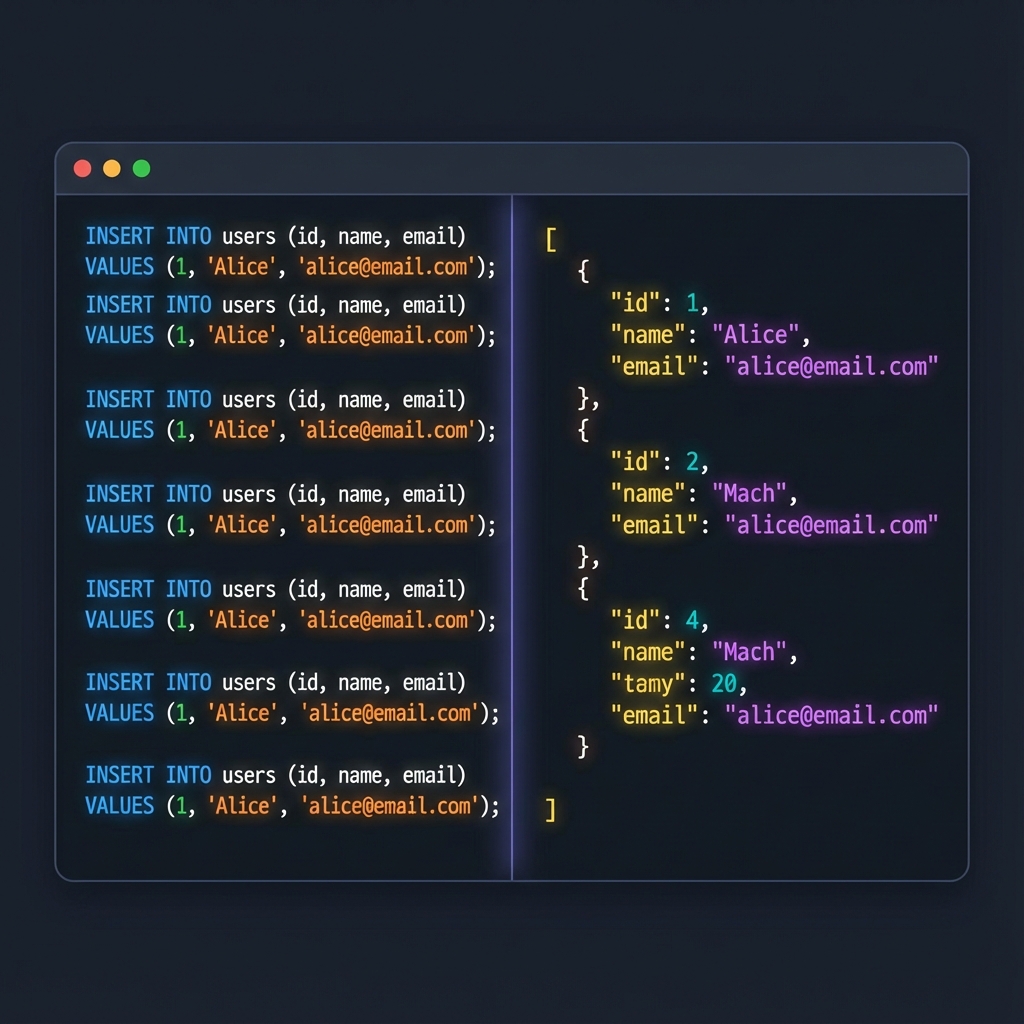 INSERT INTO users (id, name, email)
VALUES (1, 'Alice', 'alice@email.com');
INSERT INTO users (id, name, email)
VALUES (1, 'Alice', 'alice@email.com');
INSERT INTO users (id, name, email)
VALUES (1, 'Alice', 'alice@email.com');
INSERT INTO users (id, name, email)
VALUES (1, 'Alice', 'alice@email.com');
INSERT INTO users (id, name, email)
VALUES (1, 'Alice', 'alice@email.com');
INSERT INTO users (id, name, email)
VALUES (1, 'Alice', 'alice@email.com');
INSERT INTO users (id, name, email)
VALUES (1, 'Alice', 'alice@email.com');
[
{
"id": 1,
"name": "Alice",
"email": "alice@email.com"
},
{
"id": 2,
"name": "Mach",
"email": "alice@email.com"
},
{
"id": 4,
"name": "Mach",
"tamy": 20,
"email": "alice@email.com"
}
]